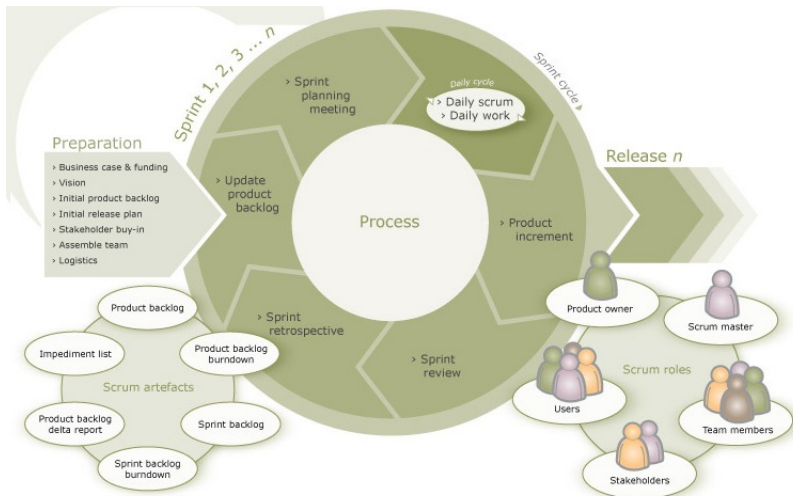 Sprint 1, 2, 3 ... n
Daily cycle
Sprint cycle
› Sprint
planning
meeting
› Daily scrum
› Daily work
Preparation
› Business case & funding
› Vision
› Initial product backlog
› Initial release plan
› Stakeholder buy-in
› Assemble team
› Logistics
› Update
product
backlog
Process
› Product
increment
Release n
› Sprint
retrospective
› Sprint
review
Product backlog
Impediment list
Product backlog
burndown
Scrum artefacts
Product backlog
delta report
Sprint backlog
Sprint backlog
burndown
Product owner
Scrum master
Scrum roles
Users
Team members
Stakeholders